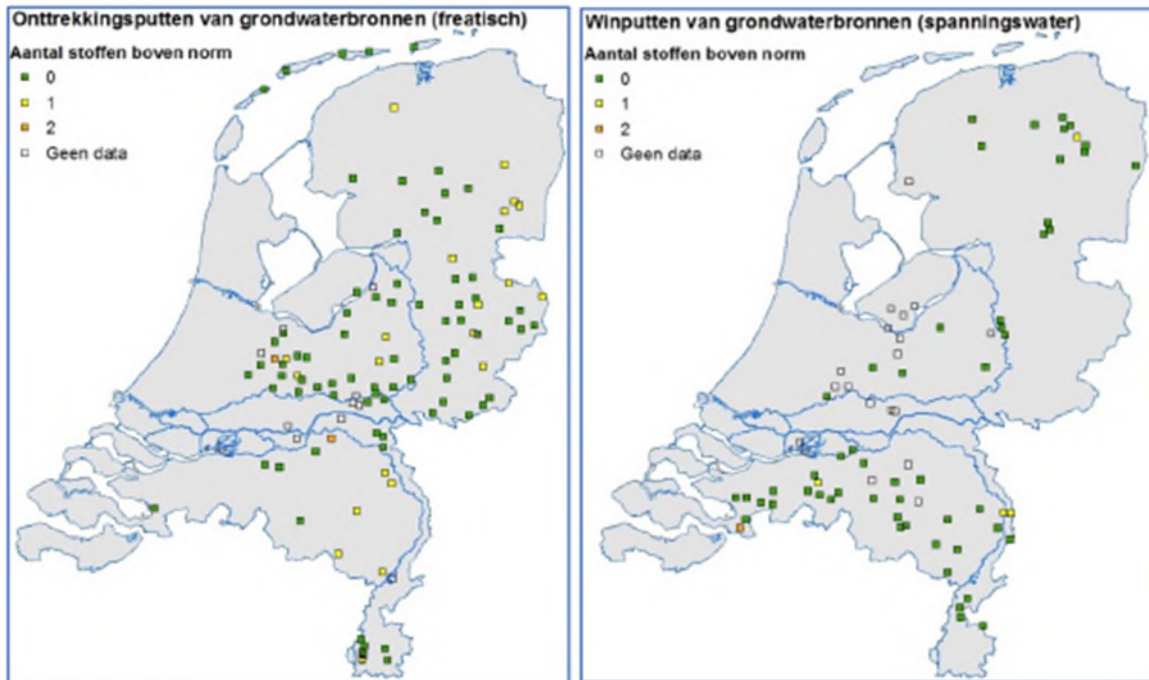 Onttrekkingsputten van grondwaterbronnen (freatisch)
Aantal stoffen boven norm
0
1
2
Geen data
Winputten van grondwaterbronnen (spanningswater)
Aantal stoffen boven norm
0
1
2
Geen data